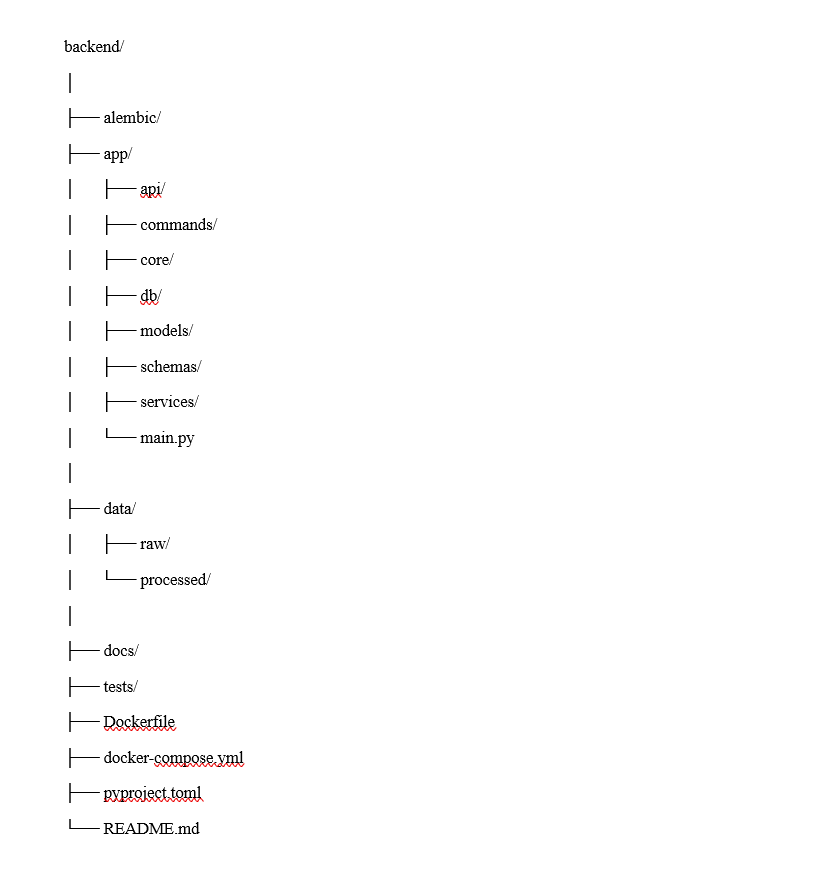 backend/
│
├── alembic/
├── app/
│   ├── api/
│   ├── commands/
│   ├── core/
│   ├── db/
│   ├── models/
│   ├── schemas/
│   ├── services/
│   └── main.py
│
├── data/
│   ├── raw/
│   └── processed/
│
├── docs/
├── tests/
├── Dockerfile
├── docker-compose.yml
├── pyproject.toml
└── README.md